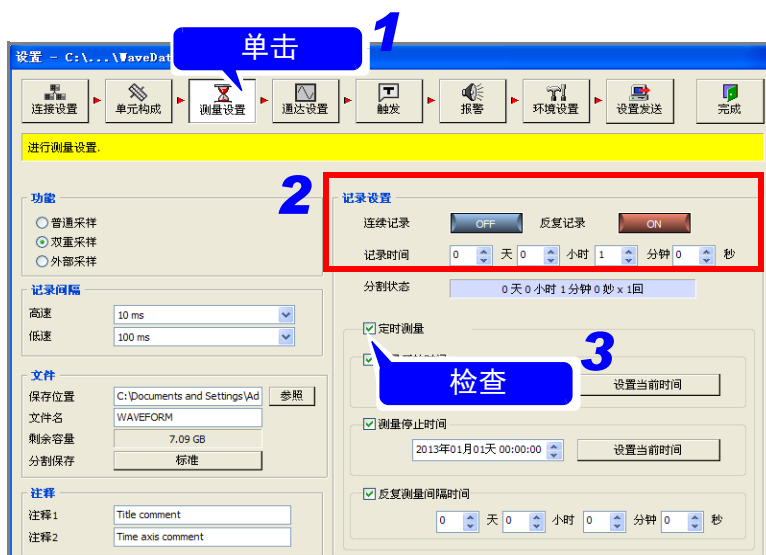 1
单击
设置 - C:\...\WaveDat
连接设置
单元构成
测量设置
通达设置
触发
报警
环境设置
设置发送
完成
进行测量设置.
2
功能
普通采样
双重采样
外部采样
记录间隔
高速 10 ms
低速 100 ms
文件
保存位置 C:\Documents and Settings\Ad 参照
文件名 WAVEFORM
剩余容量 7.09 GB
分割保存 标准
注释
注释1 Title comment
注释2 Time axis comment
记录设置
连续记录 OFF 反复记录 ON
记录时间 0 天 0 小时 1 分钟 0 秒
分割状态 0 天 0 小时 1 分钟 0 妙 x 1回
定时测量
3
检查
设置当前时间
测量停止时间
2013年01月01天 00:00:00 设置当前时间
反复测量间隔时间
0 天 0 小时 0 分钟 0 秒